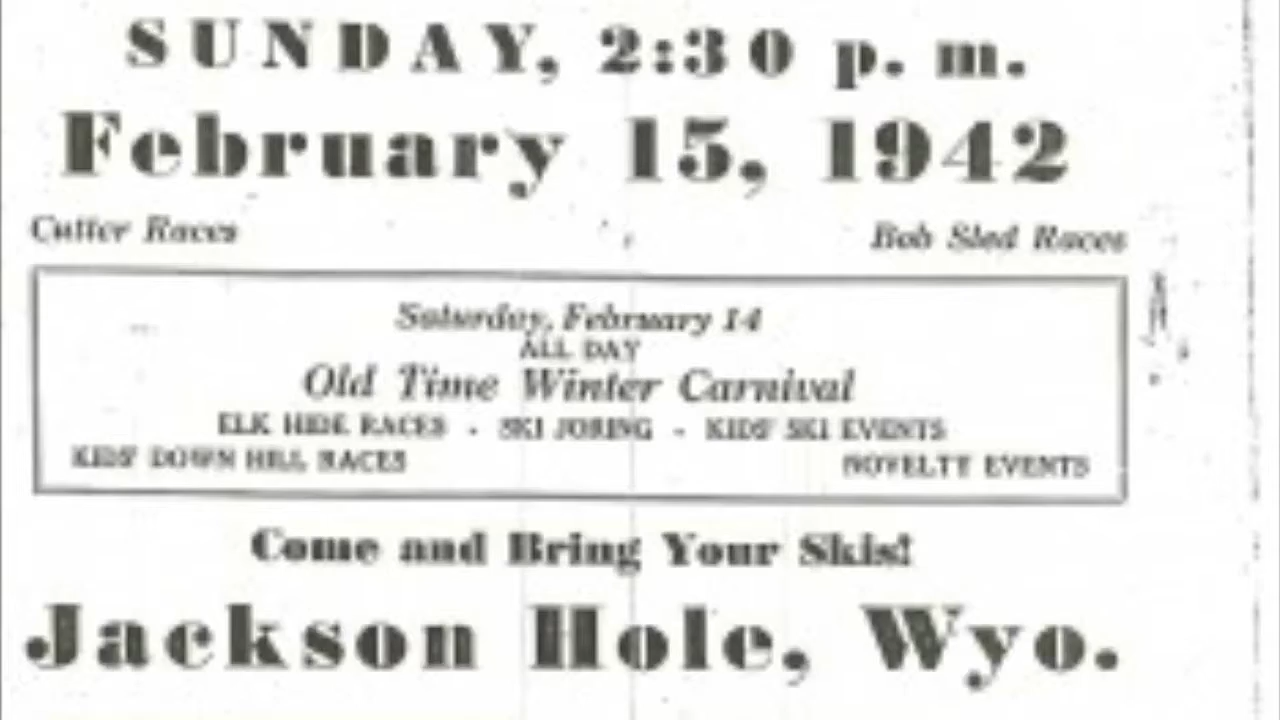 SUNDAY, 2:30 p. m.
February 15, 1942
Cutter Races Bob Sled Races
Saturday, February 14
ALL DAY
Old Time Winter Carnival
ELK HIDE RACES - SKI JORING - KIDS' SKI EVENTS
KIDS' DOWN HILL RACES NOVELTY EVENTS
Come and Bring Your Skis!
Jackson Hole, Wyo.